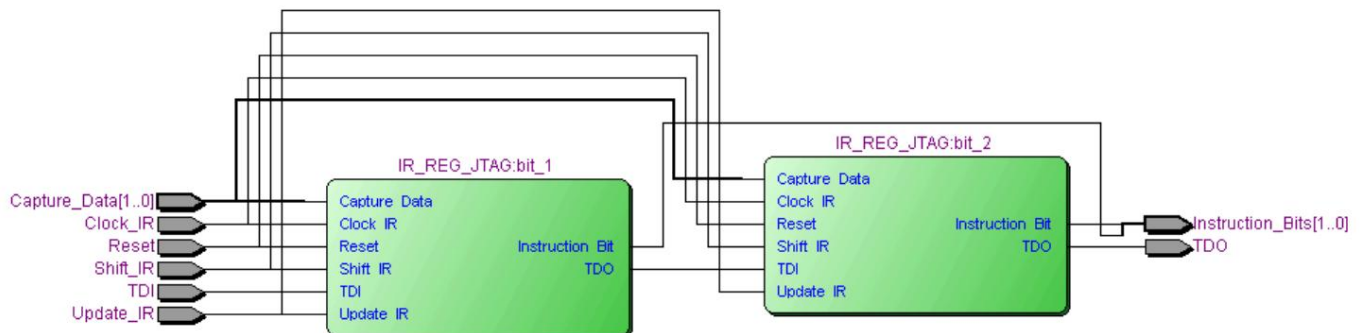 Capture_Data[1..0]
Clock_IR
Reset
Shift_IR
TDI
Update_IR
IR_REG_JTAG:bit_1
Capture Data
Clock IR
Reset
Shift IR
TDI
Update IR
Instruction Bit
TDO
IR_REG_JTAG:bit_2
Capture Data
Clock IR
Reset
Shift IR
TDI
Update IR
Instruction Bit
TDO
Instruction_Bits[1..0]
TDO